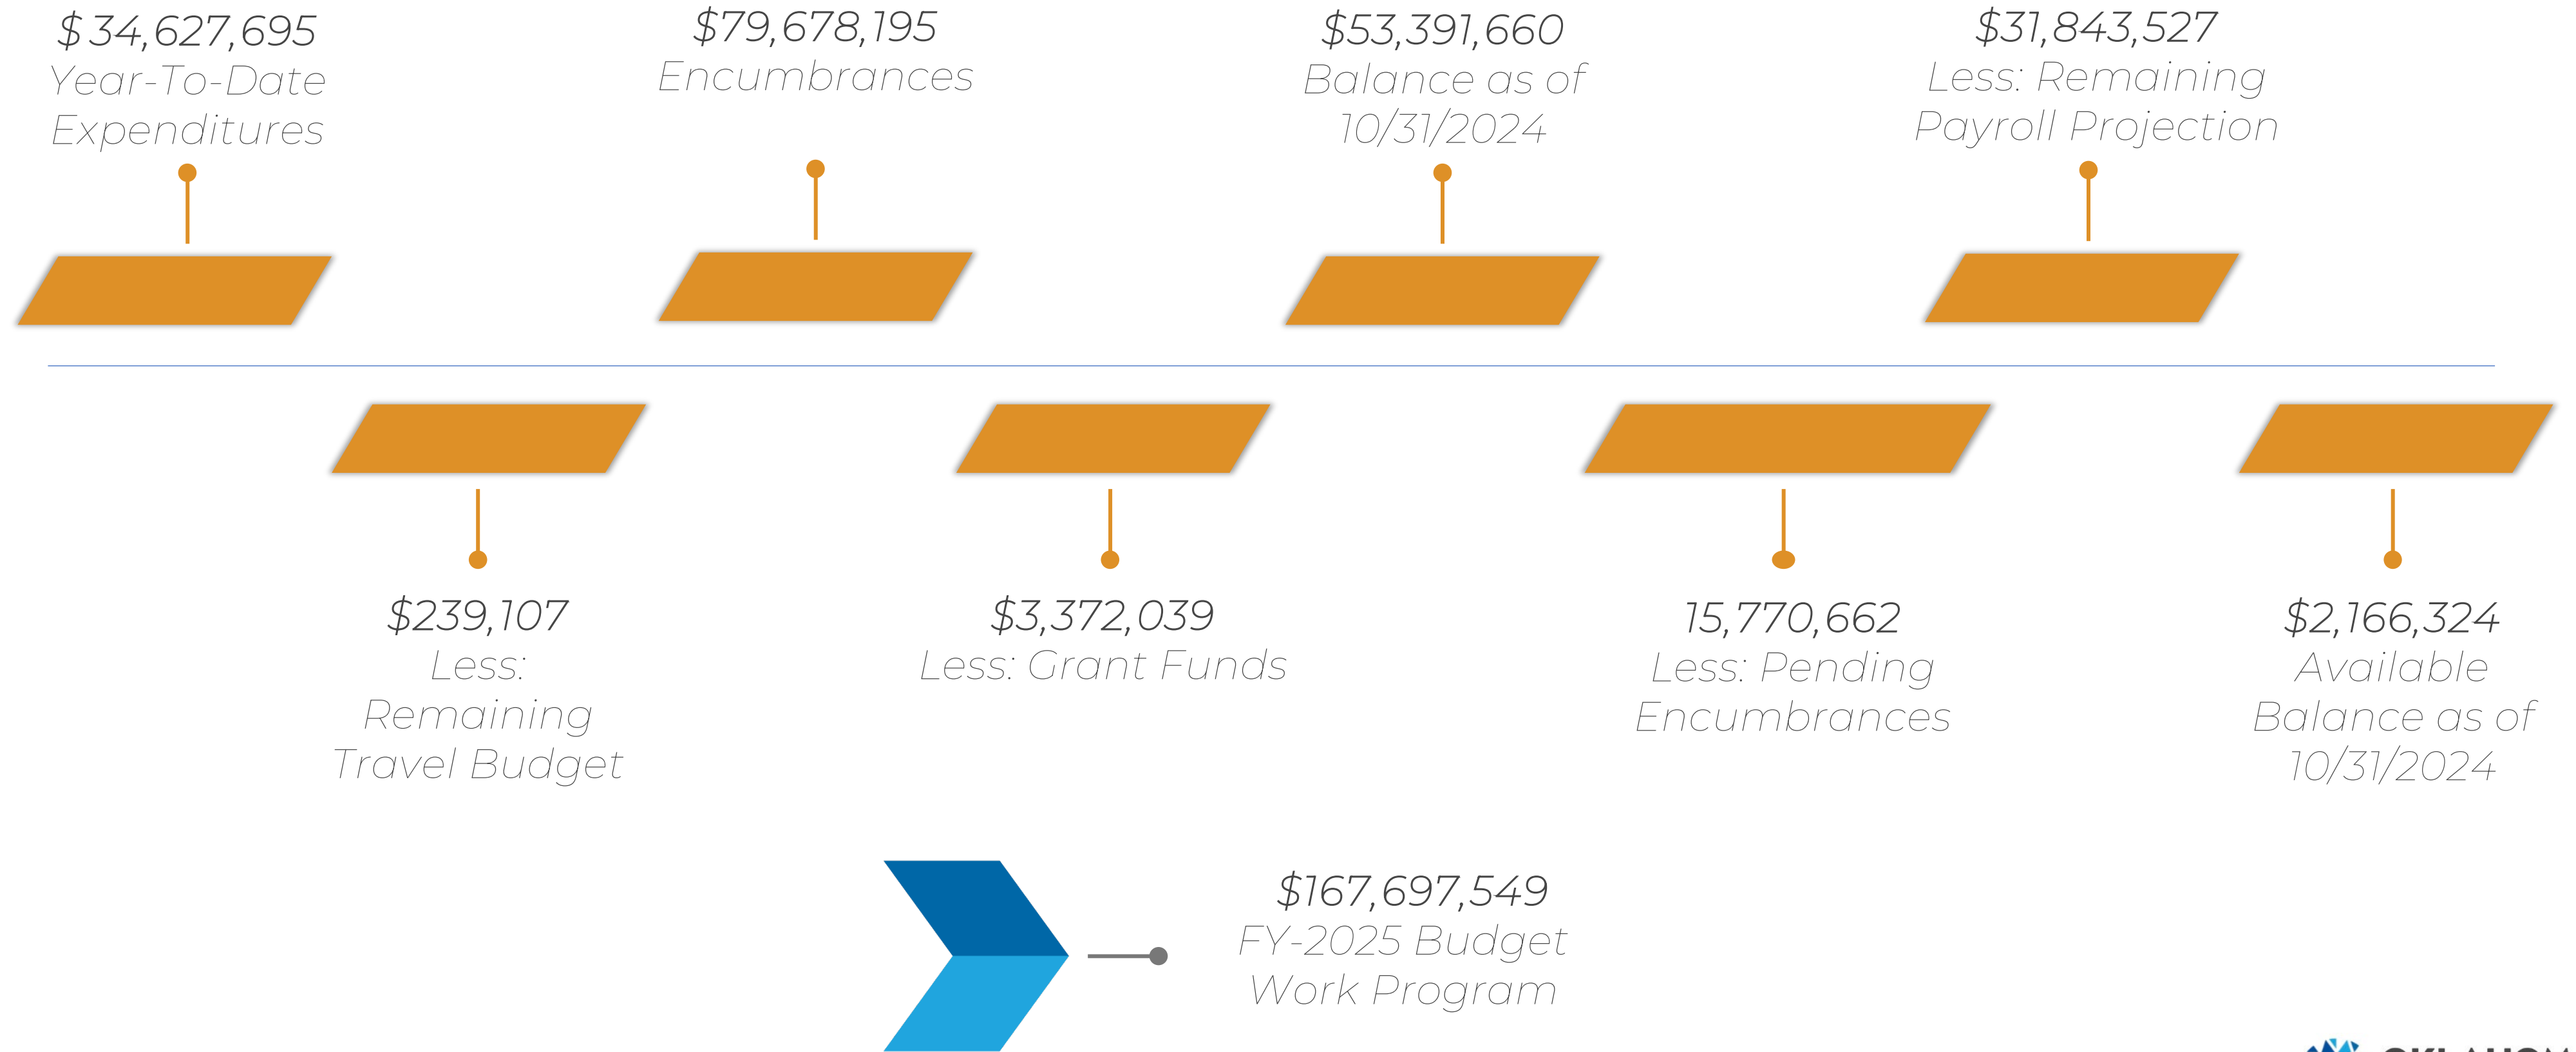 $ 34,627,695
Year-To-Date
Expenditures
$79,678,195
Encumbrances
$53,391,660
Balance as of
10/31/2024
$31,843,527
Less: Remaining
Payroll Projection
$239,107
Less:
Remaining
Travel Budget
$3,372,039
Less: Grant Funds
15,770,662
Less: Pending
Encumbrances
$2,166,324
Available
Balance as of
10/31/2024
$167,697,549
FY-2025 Budget
Work Program